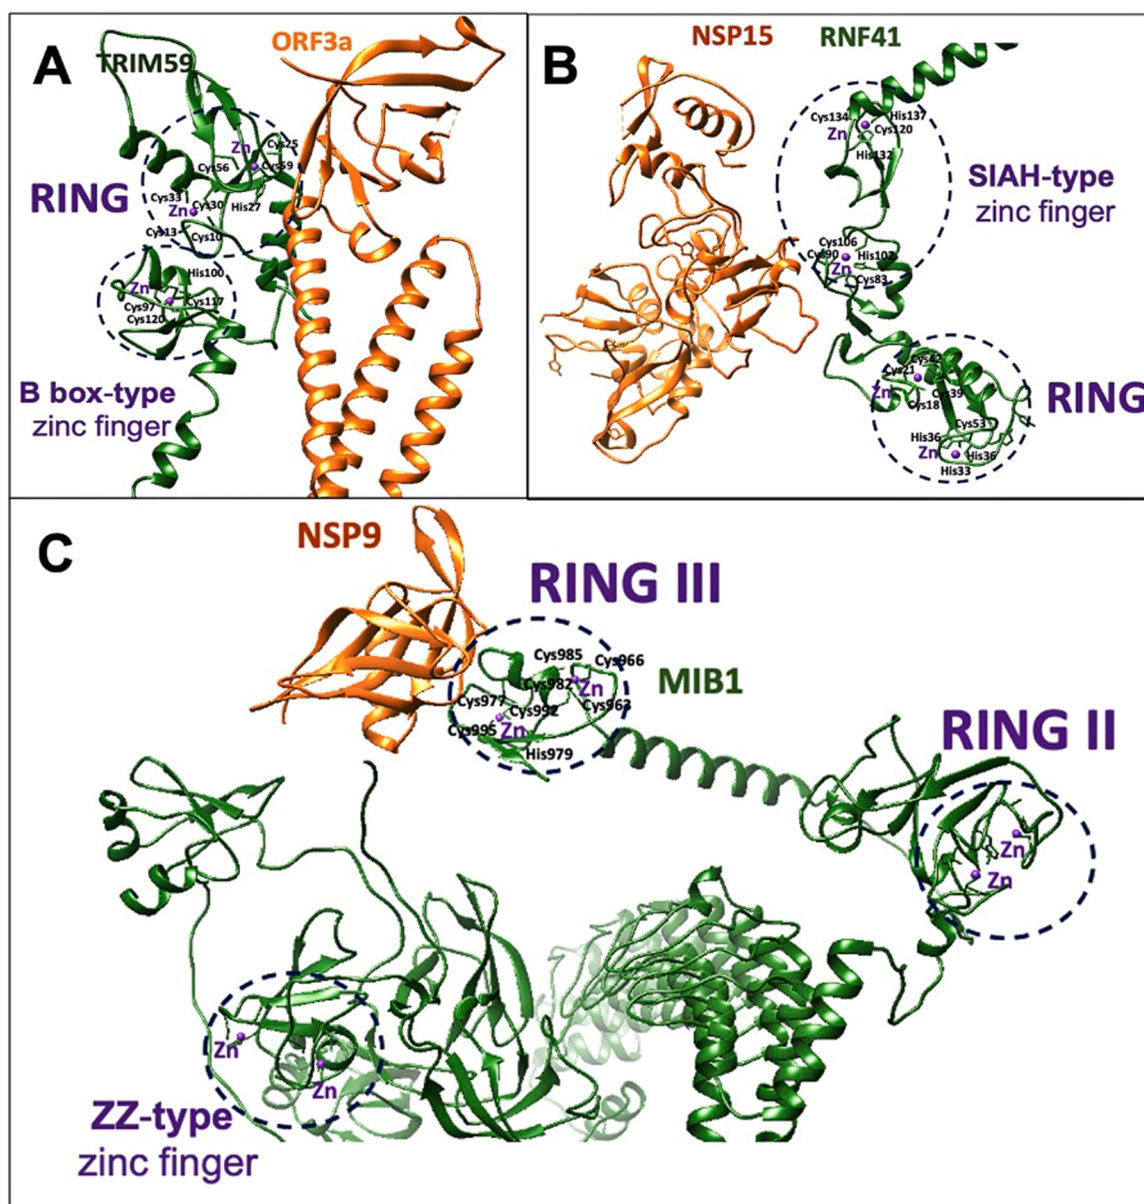 A
TRIM59
ORF3a
Zn
Cys25
Cys56
Cys59
RING
Cys33
Cys30
His27
Zn
Cys13
Cys10
His100
Zn
Cys97
Cys117
Cys120
B box-type
zinc finger
B
NSP15
RNF41
Cys134
His137
Zn
Cys120
His132
SIAH-type
zinc finger
Cys106
Cys90
His102
Zn
Cys83
Cys42
Cys21
Zn
Cys39
Cys18
RING
Cys53
His36
Zn
His36
His33
C
NSP9
RING III
Cys985
Cys966
Cys982
Zn
MIB1
Cys977
Cys992
Cys963
Cys995
Zn
His979
RING II
Zn
Zn
Zn
Zn
ZZ-type
zinc finger